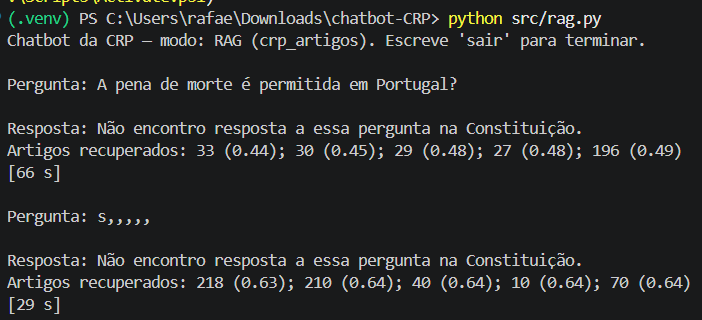 (.venv) PS C:\Users\rafae\Downloads\chatbot-CRP> python src/rag.py
Chatbot da CRP — modo: RAG (crp_artigos). Escreve 'sair' para terminar.
Pergunta: A pena de morte é permitida em Portugal?
Resposta: Não encontro resposta a essa pergunta na Constituição.
Artigos recuperados: 33 (0.44); 30 (0.45); 29 (0.48); 27 (0.48); 196 (0.49)
[66 s]
Pergunta: s,,,,,
Resposta: Não encontro resposta a essa pergunta na Constituição.
Artigos recuperados: 218 (0.63); 210 (0.64); 40 (0.64); 10 (0.64); 70 (0.64)
[29 s]